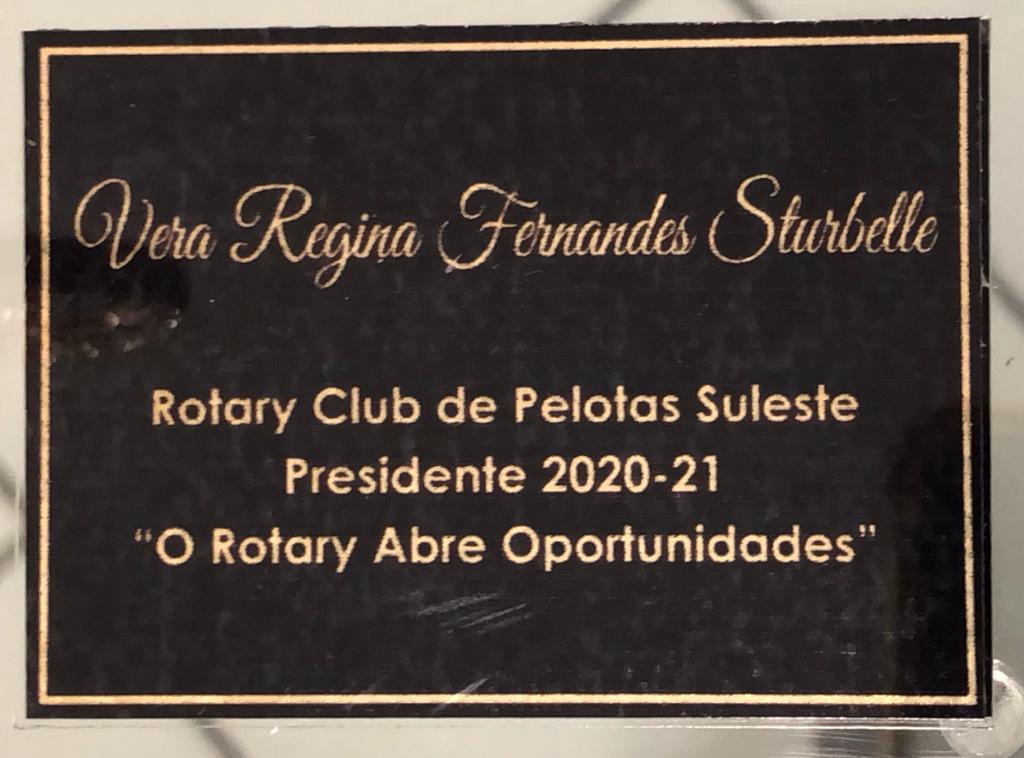 Vera Regina Fernandes Sturbelle
Rotary Club de Pelotas Suleste
Presidente 2020-21
“O Rotary Abre Oportunidades”